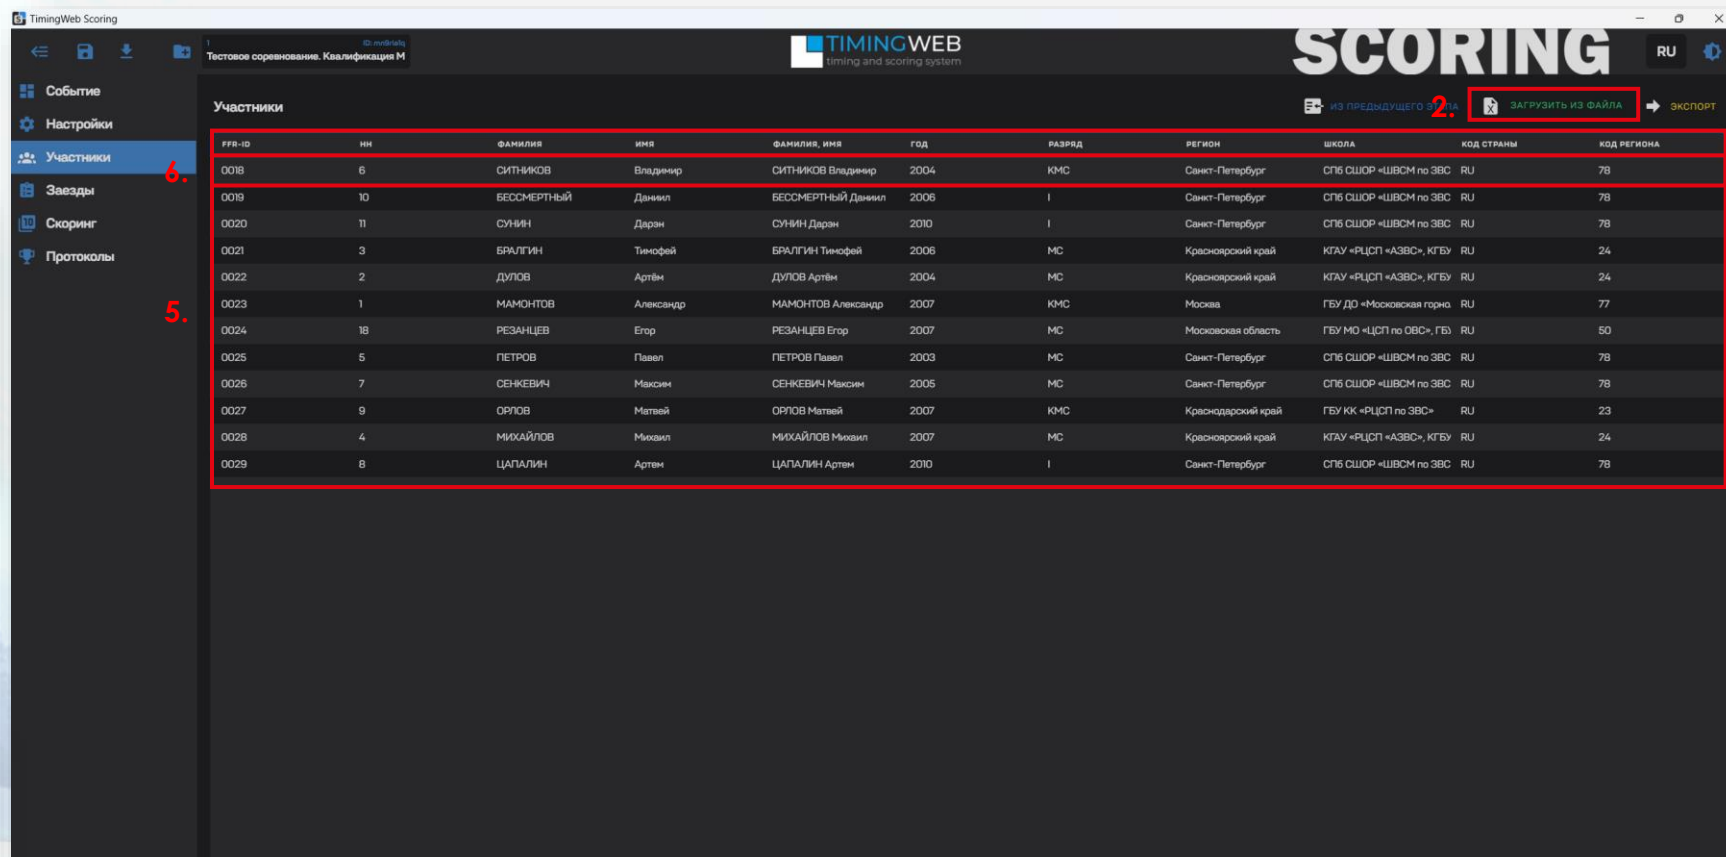 TimingWeb Scoring
1 ID: mn8rialq
Тестовое соревнование. Квалификация М
TIMINGWEB
timing and scoring system
SCORING
RU
Событие
Настройки
Участники
Заезды
Скоринг
Протоколы
Участники
ИЗ ПРЕДЫДУЩЕГО ЭТАПА
2.
ЗАГРУЗИТЬ ИЗ ФАЙЛА
ЭКСПОРТ
FFR-ID НН ФАМИЛИЯ ИМЯ ФАМИЛИЯ, ИМЯ ГОД РАЗРЯД РЕГИОН ШКОЛА КОД СТРАНЫ КОД РЕГИОНА
6.
0018 6 СИТНИКОВ Владимир СИТНИКОВ Владимир 2004 КМС Санкт-Петербург СПб СШОР «ШВСМ по ЗВС RU 78
0019 10 БЕССМЕРТНЫЙ Даниил БЕССМЕРТНЫЙ Даниил 2006 I Санкт-Петербург СПб СШОР «ШВСМ по ЗВС RU 78
0020 11 СУНИН Дарэн СУНИН Дарэн 2010 I Санкт-Петербург СПб СШОР «ШВСМ по ЗВС RU 78
0021 3 БРАЛГИН Тимофей БРАЛГИН Тимофей 2006 МС Красноярский край КГАУ «РЦСП «АЗВС», КГБУ RU 24
0022 2 ДУЛОВ Артём ДУЛОВ Артём 2004 МС Красноярский край КГАУ «РЦСП «АЗВС», КГБУ RU 24
5.
0023 1 МАМОНТОВ Александр МАМОНТОВ Александр 2007 КМС Москва ГБУ ДО «Московская горно. RU 77
0024 18 РЕЗАНЦЕВ Егор РЕЗАНЦЕВ Егор 2007 МС Московская область ГБУ МО «ЦСП по ОВС», ГБУ RU 50
0025 5 ПЕТРОВ Павел ПЕТРОВ Павел 2003 МС Санкт-Петербург СПб СШОР «ШВСМ по ЗВС RU 78
0026 7 СЕНКЕВИЧ Максим СЕНКЕВИЧ Максим 2005 МС Санкт-Петербург СПб СШОР «ШВСМ по ЗВС RU 78
0027 9 ОРЛОВ Матвей ОРЛОВ Матвей 2007 КМС Краснодарский край ГБУ КК «РЦСП по ЗВС» RU 23
0028 4 МИХАЙЛОВ Михаил МИХАЙЛОВ Михаил 2007 МС Красноярский край КГАУ «РЦСП «АЗВС», КГБУ RU 24
0029 8 ЦАПАЛИН Артем ЦАПАЛИН Артем 2010 I Санкт-Петербург СПб СШОР «ШВСМ по ЗВС RU 78